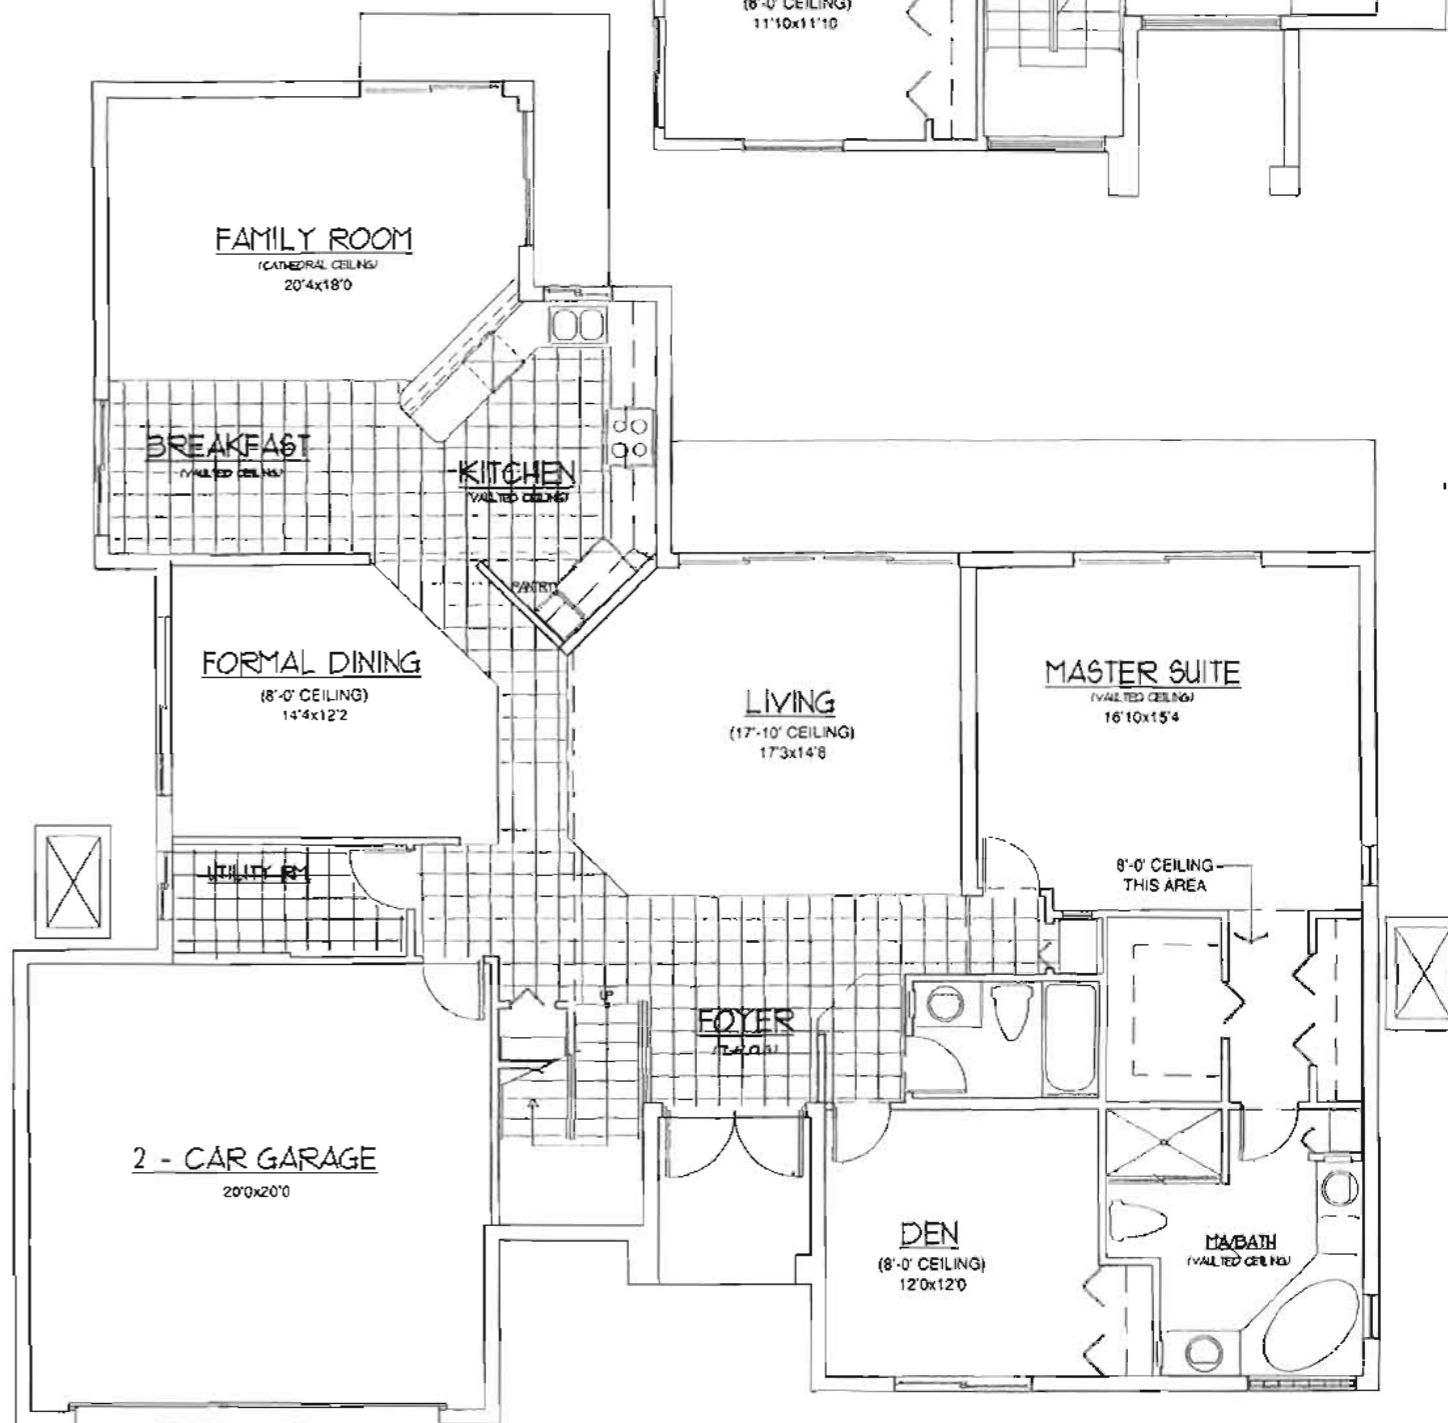 (8'-0' CEILING)
11'10x11'10
FAMILY ROOM
(CATHEDRAL CEILING)
20'4x18'0
BREAKFAST
(VAULTED CEILING)
KITCHEN
(VAULTED CEILING)
PANTRY
FORMAL DINING
(8'-0' CEILING)
14'4x12'2
LIVING
(17'-10' CEILING)
17'3x14'8
MASTER SUITE
(VAULTED CEILING)
16'10x15'4
8'-0' CEILING
THIS AREA
UTILITY RM
UP
FOYER
2 - CAR GARAGE
20'0x20'0
DEN
(8'-0' CEILING)
12'0x12'0
MA/BATH
(VAULTED CEILING)